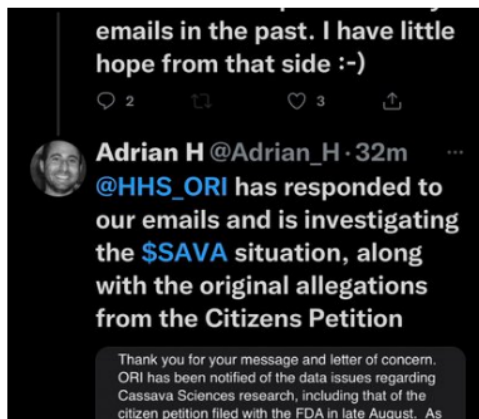 emails in the past. I have little
hope from that side :-)
2
3
Adrian H @Adrian_H · 32m ...
@HHS_ORI has responded to
our emails and is investigating
the $SAVA situation, along
with the original allegations
from the Citizens Petition
Thank you for your message and letter of concern.
ORI has been notified of the data issues regarding
Cassava Sciences research, including that of the
citizen petition filed with the FDA in late August. As